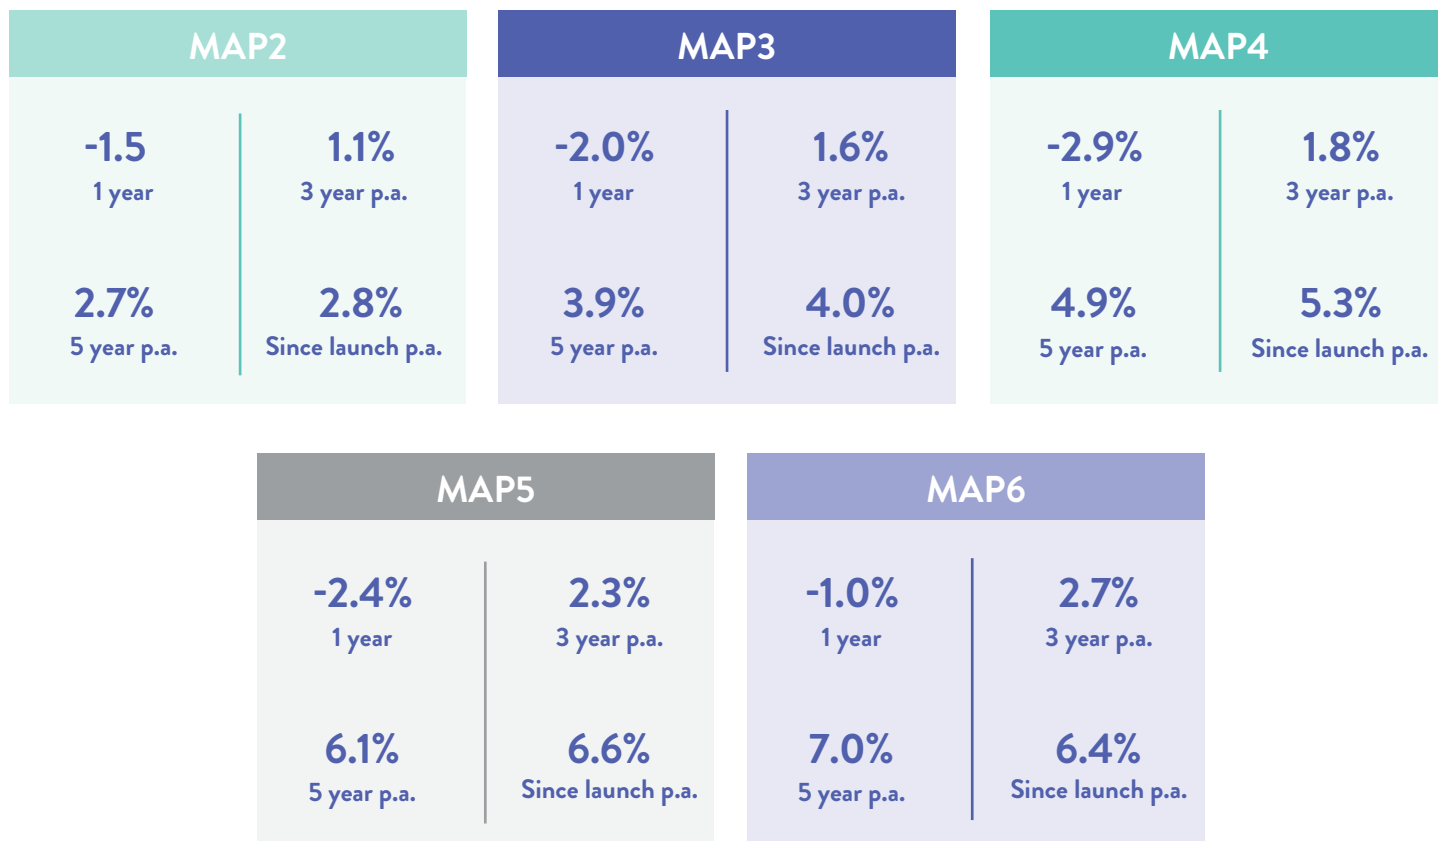 MAP2
-1.5
1 year
1.1%
3 year p.a.
2.7%
5 year p.a.
2.8%
Since launch p.a.
MAP3
-2.0%
1 year
1.6%
3 year p.a.
3.9%
5 year p.a.
4.0%
Since launch p.a.
MAP4
-2.9%
1 year
1.8%
3 year p.a.
4.9%
5 year p.a.
5.3%
Since launch p.a.
MAP5
-2.4%
1 year
2.3%
3 year p.a.
6.1%
5 year p.a.
6.6%
Since launch p.a.
MAP6
-1.0%
1 year
2.7%
3 year p.a.
7.0%
5 year p.a.
6.4%
Since launch p.a.